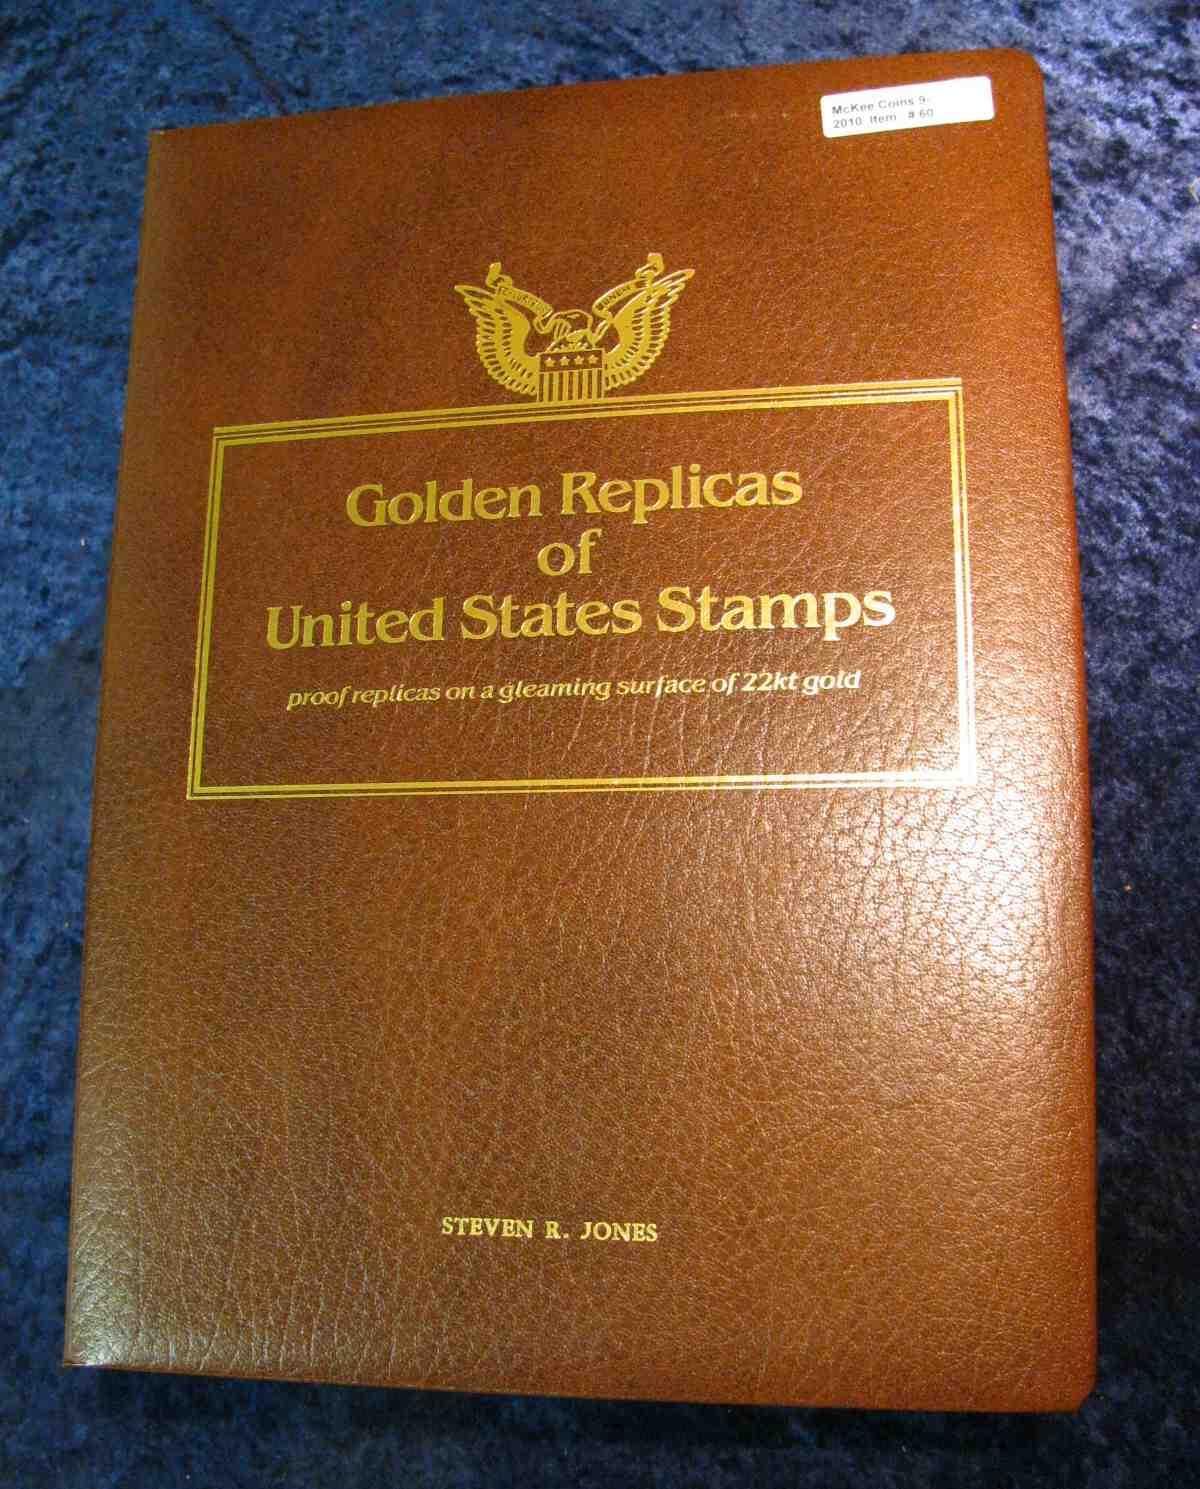 McKee Coins 9-
2010 Item # 60
Golden Replicas
of
United States Stamps
proof replicas on a gleaming surface of 22kt gold
STEVEN R. JONES